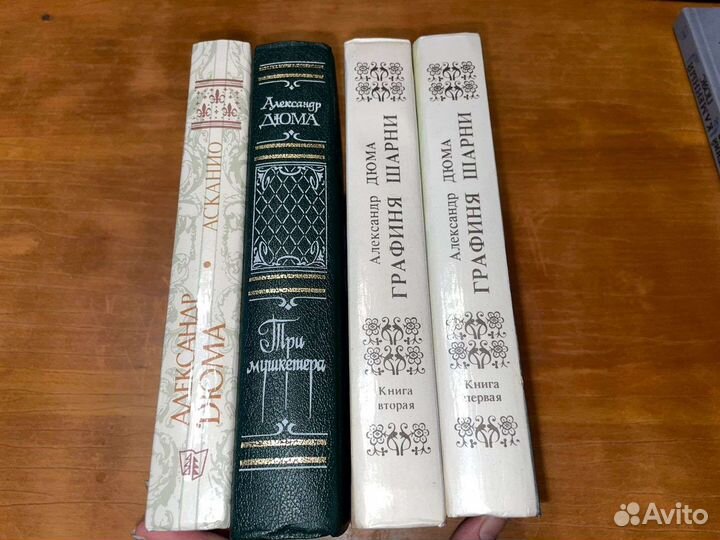 АЛЕКСАНДР
ДЮМА
• АСКАНИО
Александр
ДЮМА
Три
мушкетера
Александр ДЮМА
ГРАФИНЯ ШАРНИ
Книга
вторая
Александр ДЮМА
ГРАФИНЯ ШАРНИ
Книга
первая
Avito